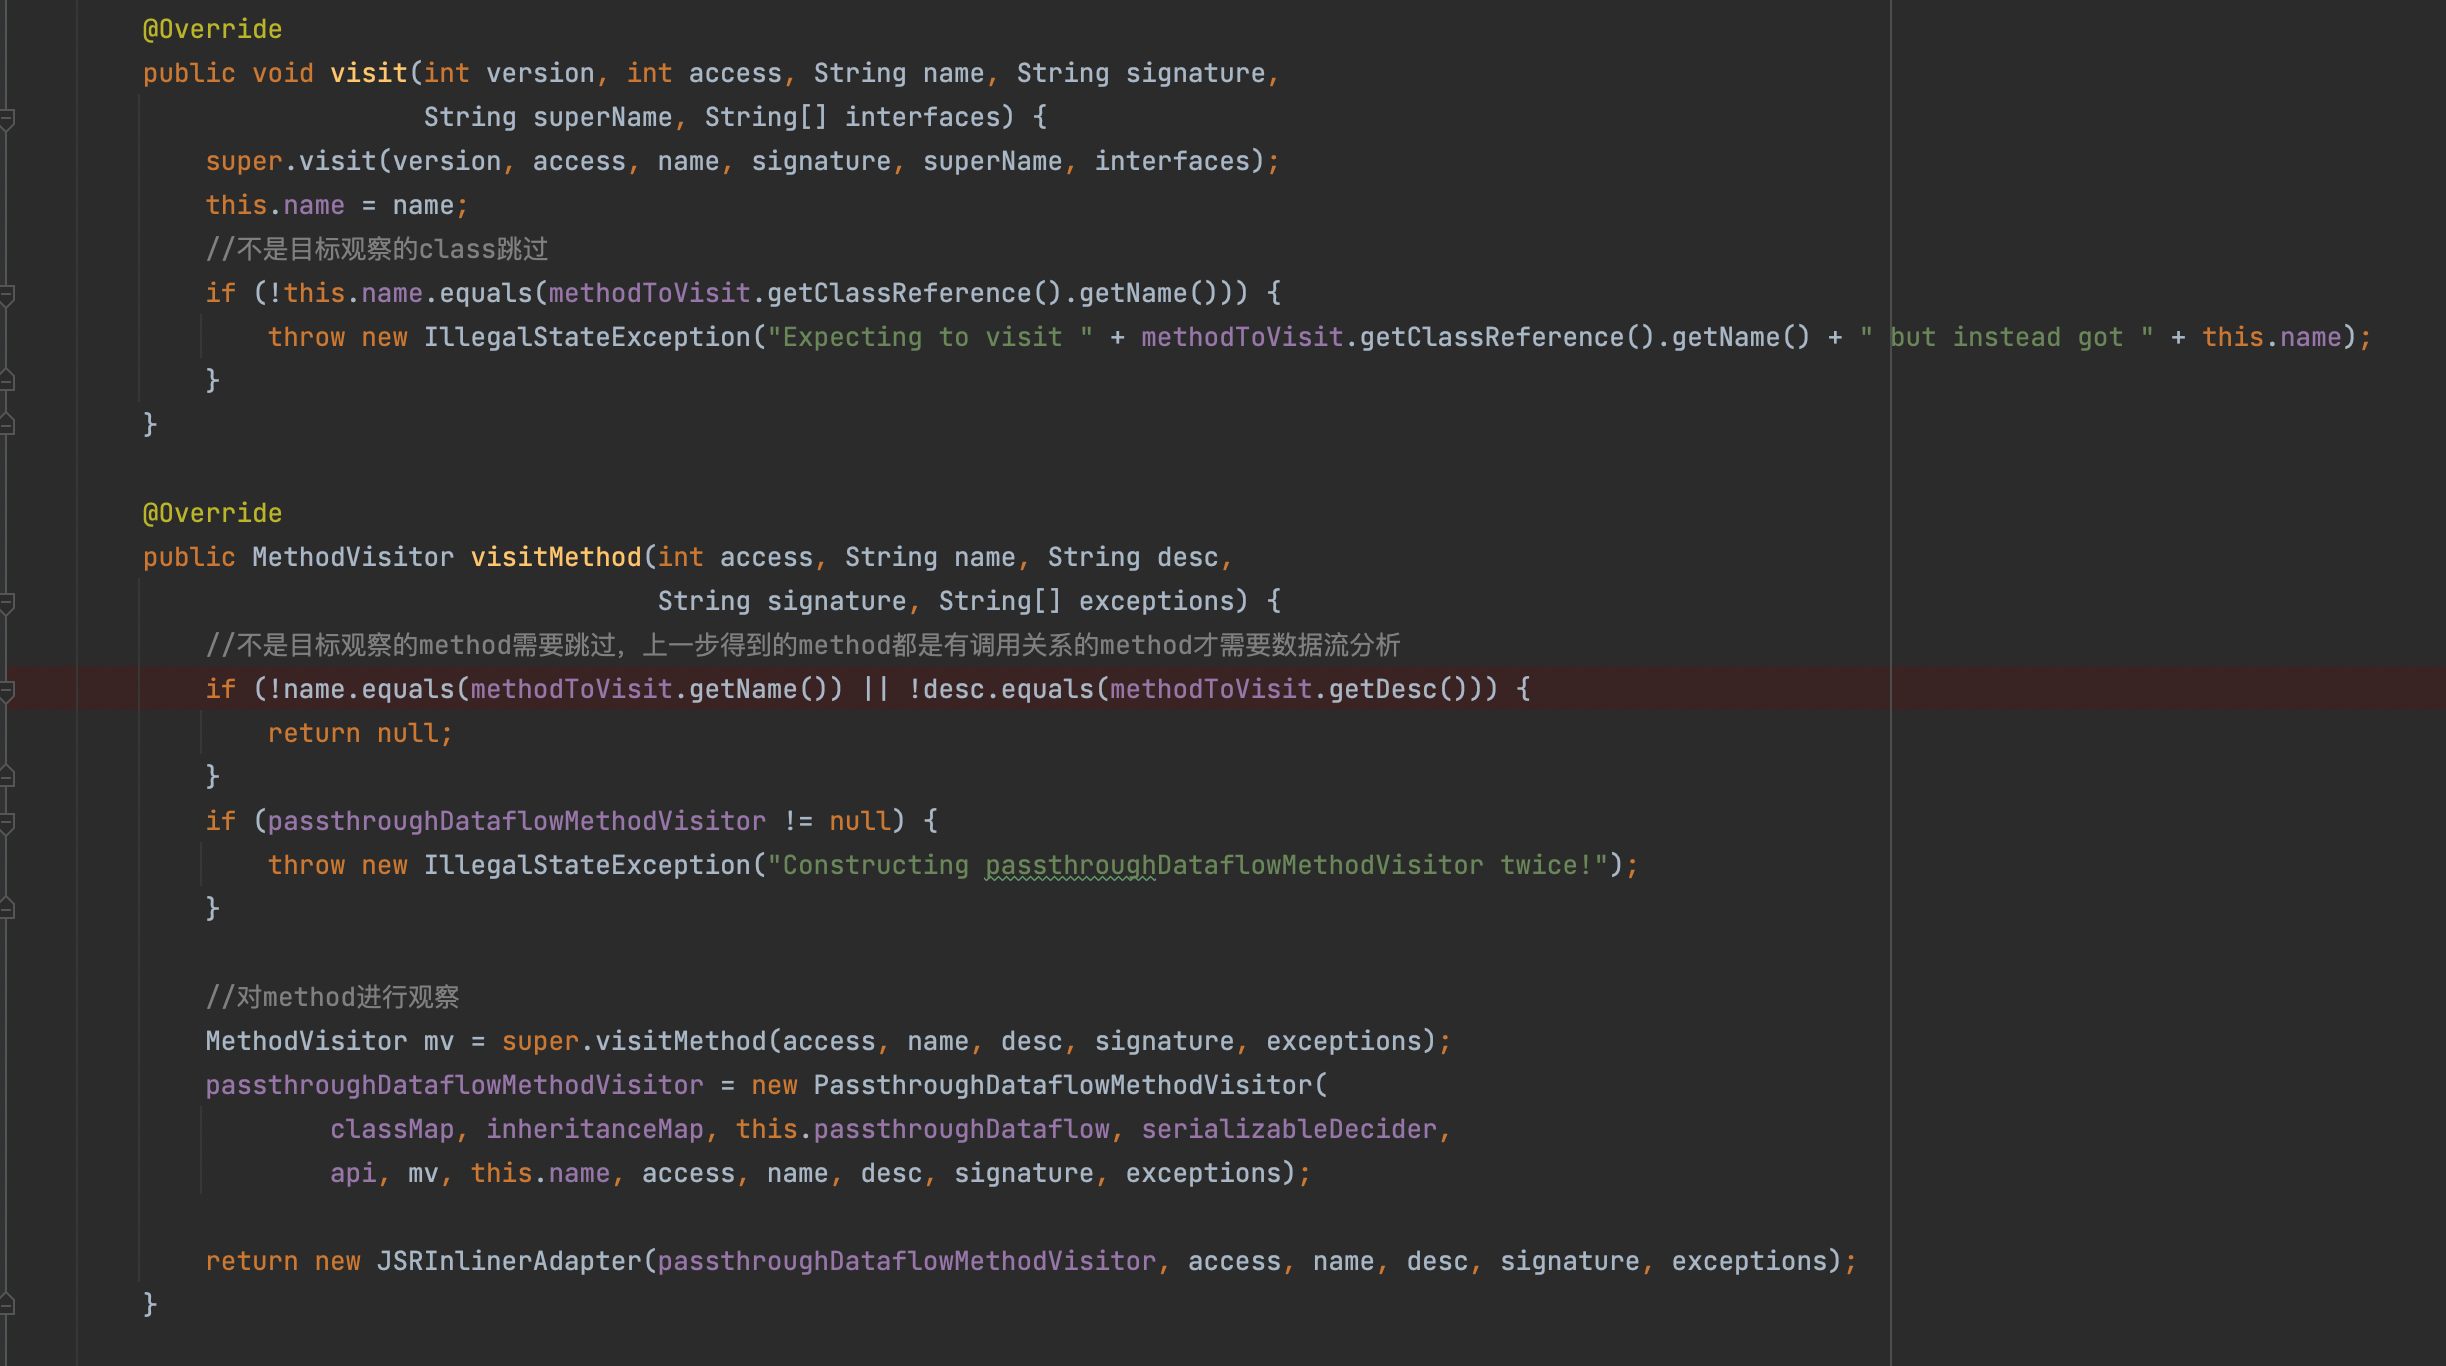 @Override
public void visit(int version, int access, String name, String signature,
String superName, String[] interfaces) {
super.visit(version, access, name, signature, superName, interfaces);
this.name = name;
//不是目标观察的class跳过
if (!this.name.equals(methodToVisit.getClassReference().getName())) {
throw new IllegalStateException("Expecting to visit " + methodToVisit.getClassReference().getName() + " but instead got " + this.name);
}
}
@Override
public MethodVisitor visitMethod(int access, String name, String desc,
String signature, String[] exceptions) {
//不是目标观察的method需要跳过，上一步得到的method都是有调用关系的method才需要数据流分析
if (!name.equals(methodToVisit.getName()) || !desc.equals(methodToVisit.getDesc())) {
return null;
}
if (passthroughDataflowMethodVisitor != null) {
throw new IllegalStateException("Constructing passthroughDataflowMethodVisitor twice!");
}
//对method进行观察
MethodVisitor mv = super.visitMethod(access, name, desc, signature, exceptions);
passthroughDataflowMethodVisitor = new PassthroughDataflowMethodVisitor(
classMap, inheritanceMap, this.passthroughDataflow, serializableDecider,
api, mv, this.name, access, name, desc, signature, exceptions);
return new JSRInlinerAdapter(passthroughDataflowMethodVisitor, access, name, desc, signature, exceptions);
}